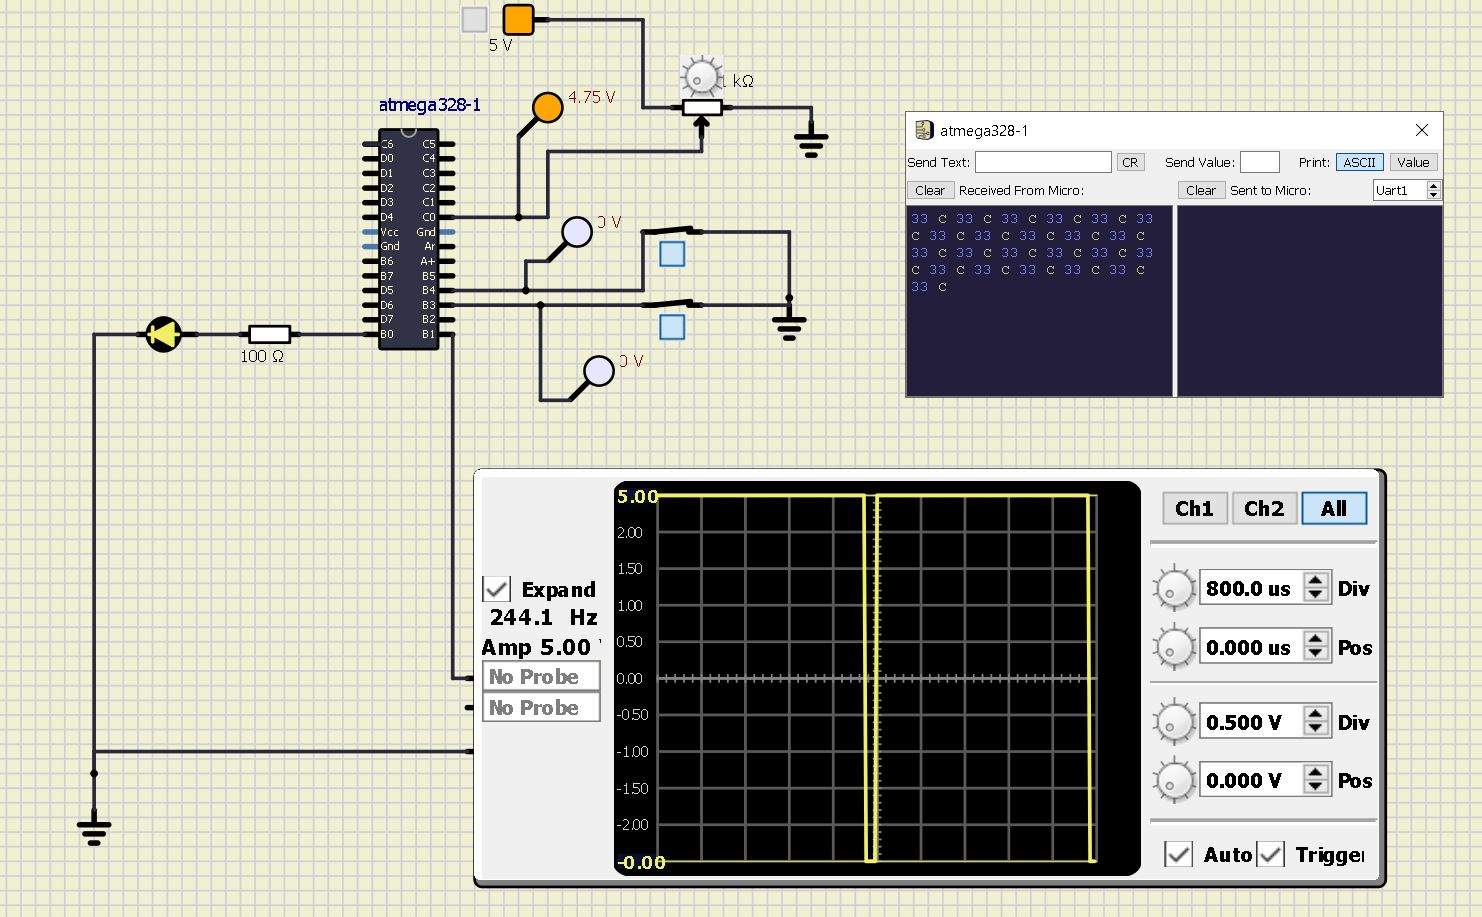 5 V
1 kΩ
4.75 V
atmega328-1
C6 C5
D0 C4
D1 C3
D2 C2
D3 C1
D4 C0
Vcc Gnd
Gnd Ar
B6 A+
B7 B5
D5 B4
D6 B3
D7 B2
B0 B1
0 V
0 V
100 Ω
atmega328-1
Send Text: CR Send Value: Print: ASCII Value
Clear Received From Micro: Clear Sent to Micro: Uart1
33 C 33 C 33 C 33 C 33 C 33
C 33 C 33 C 33 C 33 C 33 C
33 C 33 C 33 C 33 C 33 C 33
C 33 C 33 C 33 C 33 C 33 C
33 C
Expand
244.1 Hz
Amp 5.00
No Probe
No Probe
5.00
2.00
1.50
1.00
0.50
0.00
-0.50
-1.00
-1.50
-2.00
-0.00
Ch1 Ch2 All
800.0 us Div
0.000 us Pos
0.500 V Div
0.000 V Pos
Auto Trigger